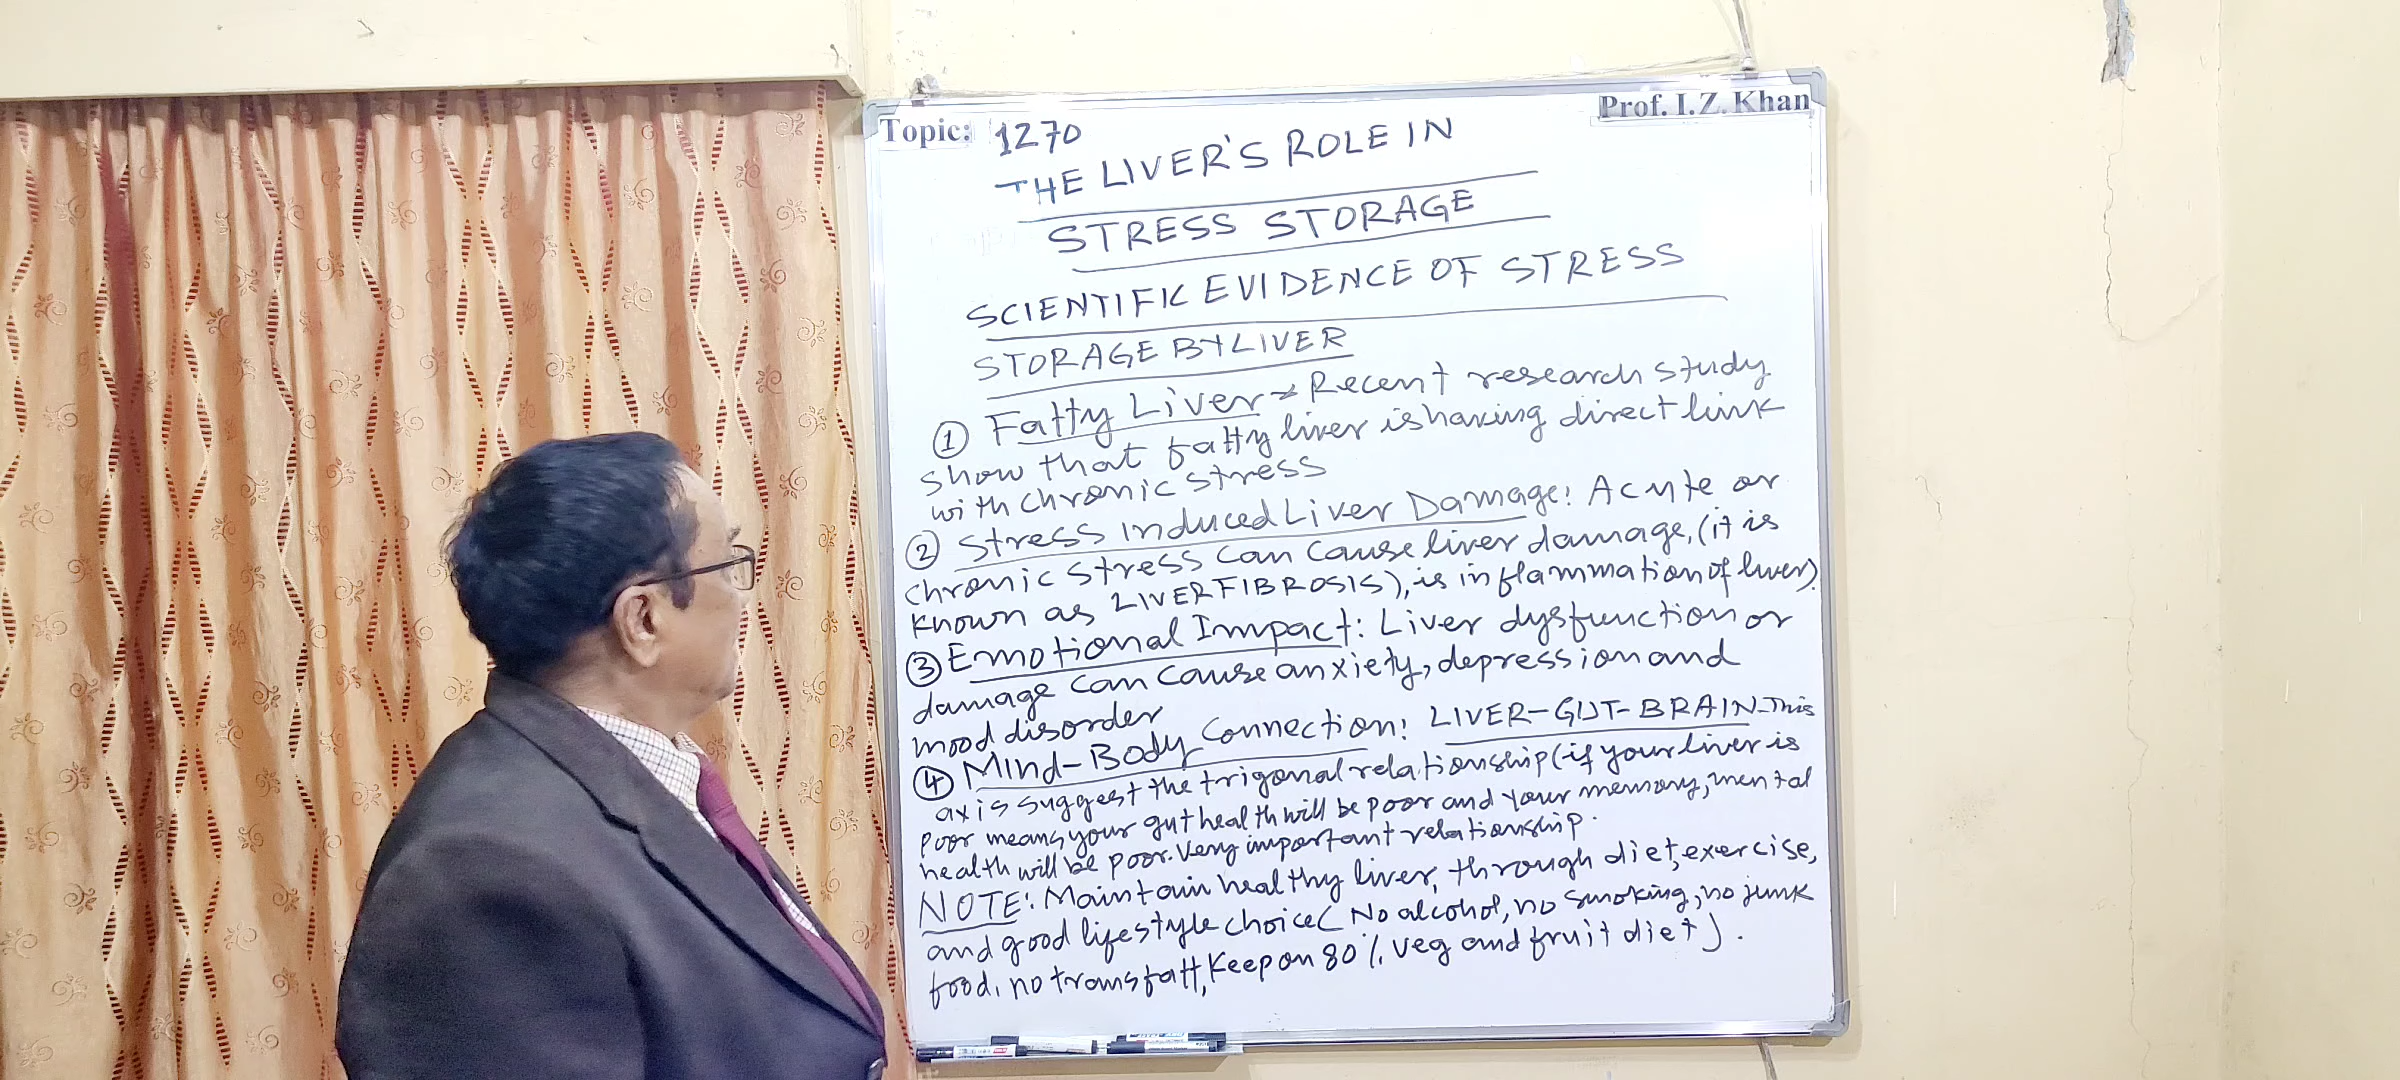 Topic: 1270
Prof. I.Z. Khan
THE LIVER'S ROLE IN
STRESS STORAGE
SCIENTIFIC EVIDENCE OF STRESS
STORAGE BY LIVER
① Fatty Liver → Recent research study
show that fatty liver is having direct link
with chronic stress
② Stress Induced Liver Damage: Acute or
chronic stress can cause liver damage, (it is
known as LIVER FIBROSIS), is inflammation of liver).
③ Emotional Impact: Liver dysfunction or
damage can cause anxiety, depression and
mood disorder
④ Mind-Body Connection: LIVER-GUT-BRAIN This
axis suggest the trigonal relationship (if your liver is
poor means your gut health will be poor and your memory, mental
health will be poor. Very important relationship.
NOTE: Maintain healthy liver, through diet, exercise,
and good lifestyle choice (No alcohol, no smoking, no junk
food, no trans fatt, Keep on 80% veg and fruit diet).